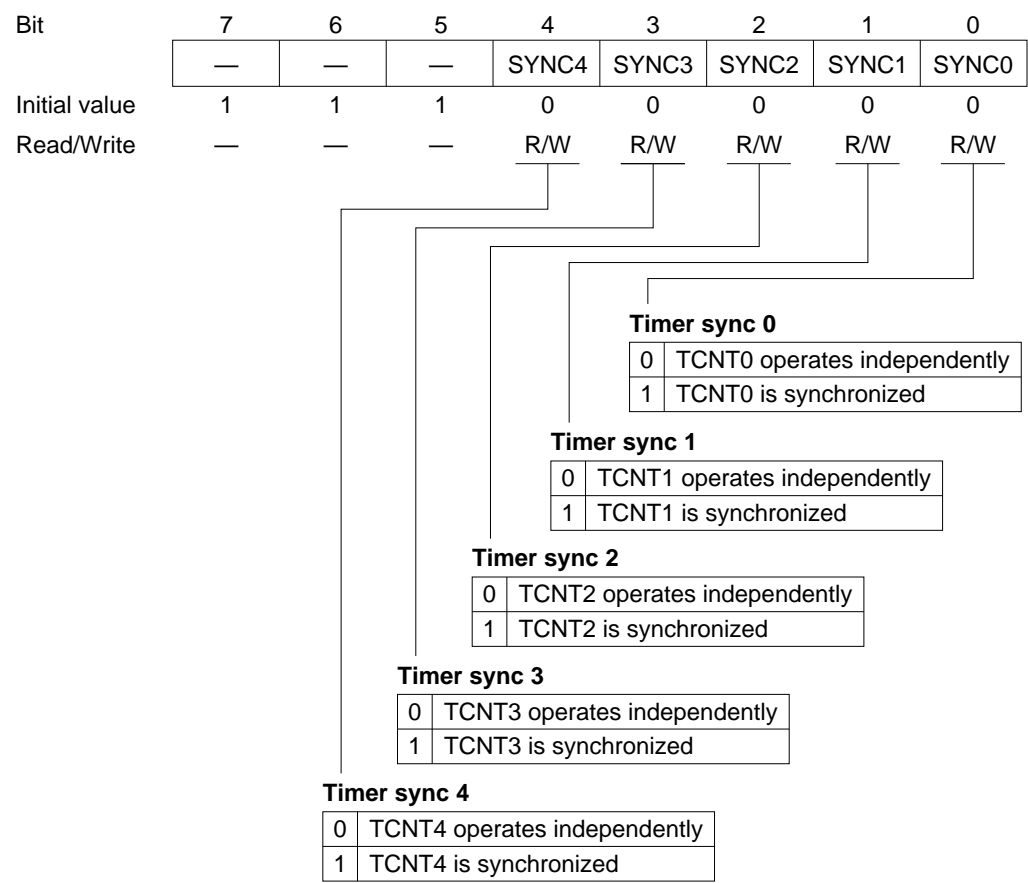 Bit 7 6 5 4 3 2 1 0
— — — SYNC4 SYNC3 SYNC2 SYNC1 SYNC0
Initial value 1 1 1 0 0 0 0 0
Read/Write — — — R/W R/W R/W R/W R/W
Timer sync 0
0 TCNT0 operates independently
1 TCNT0 is synchronized
Timer sync 1
0 TCNT1 operates independently
1 TCNT1 is synchronized
Timer sync 2
0 TCNT2 operates independently
1 TCNT2 is synchronized
Timer sync 3
0 TCNT3 operates independently
1 TCNT3 is synchronized
Timer sync 4
0 TCNT4 operates independently
1 TCNT4 is synchronized